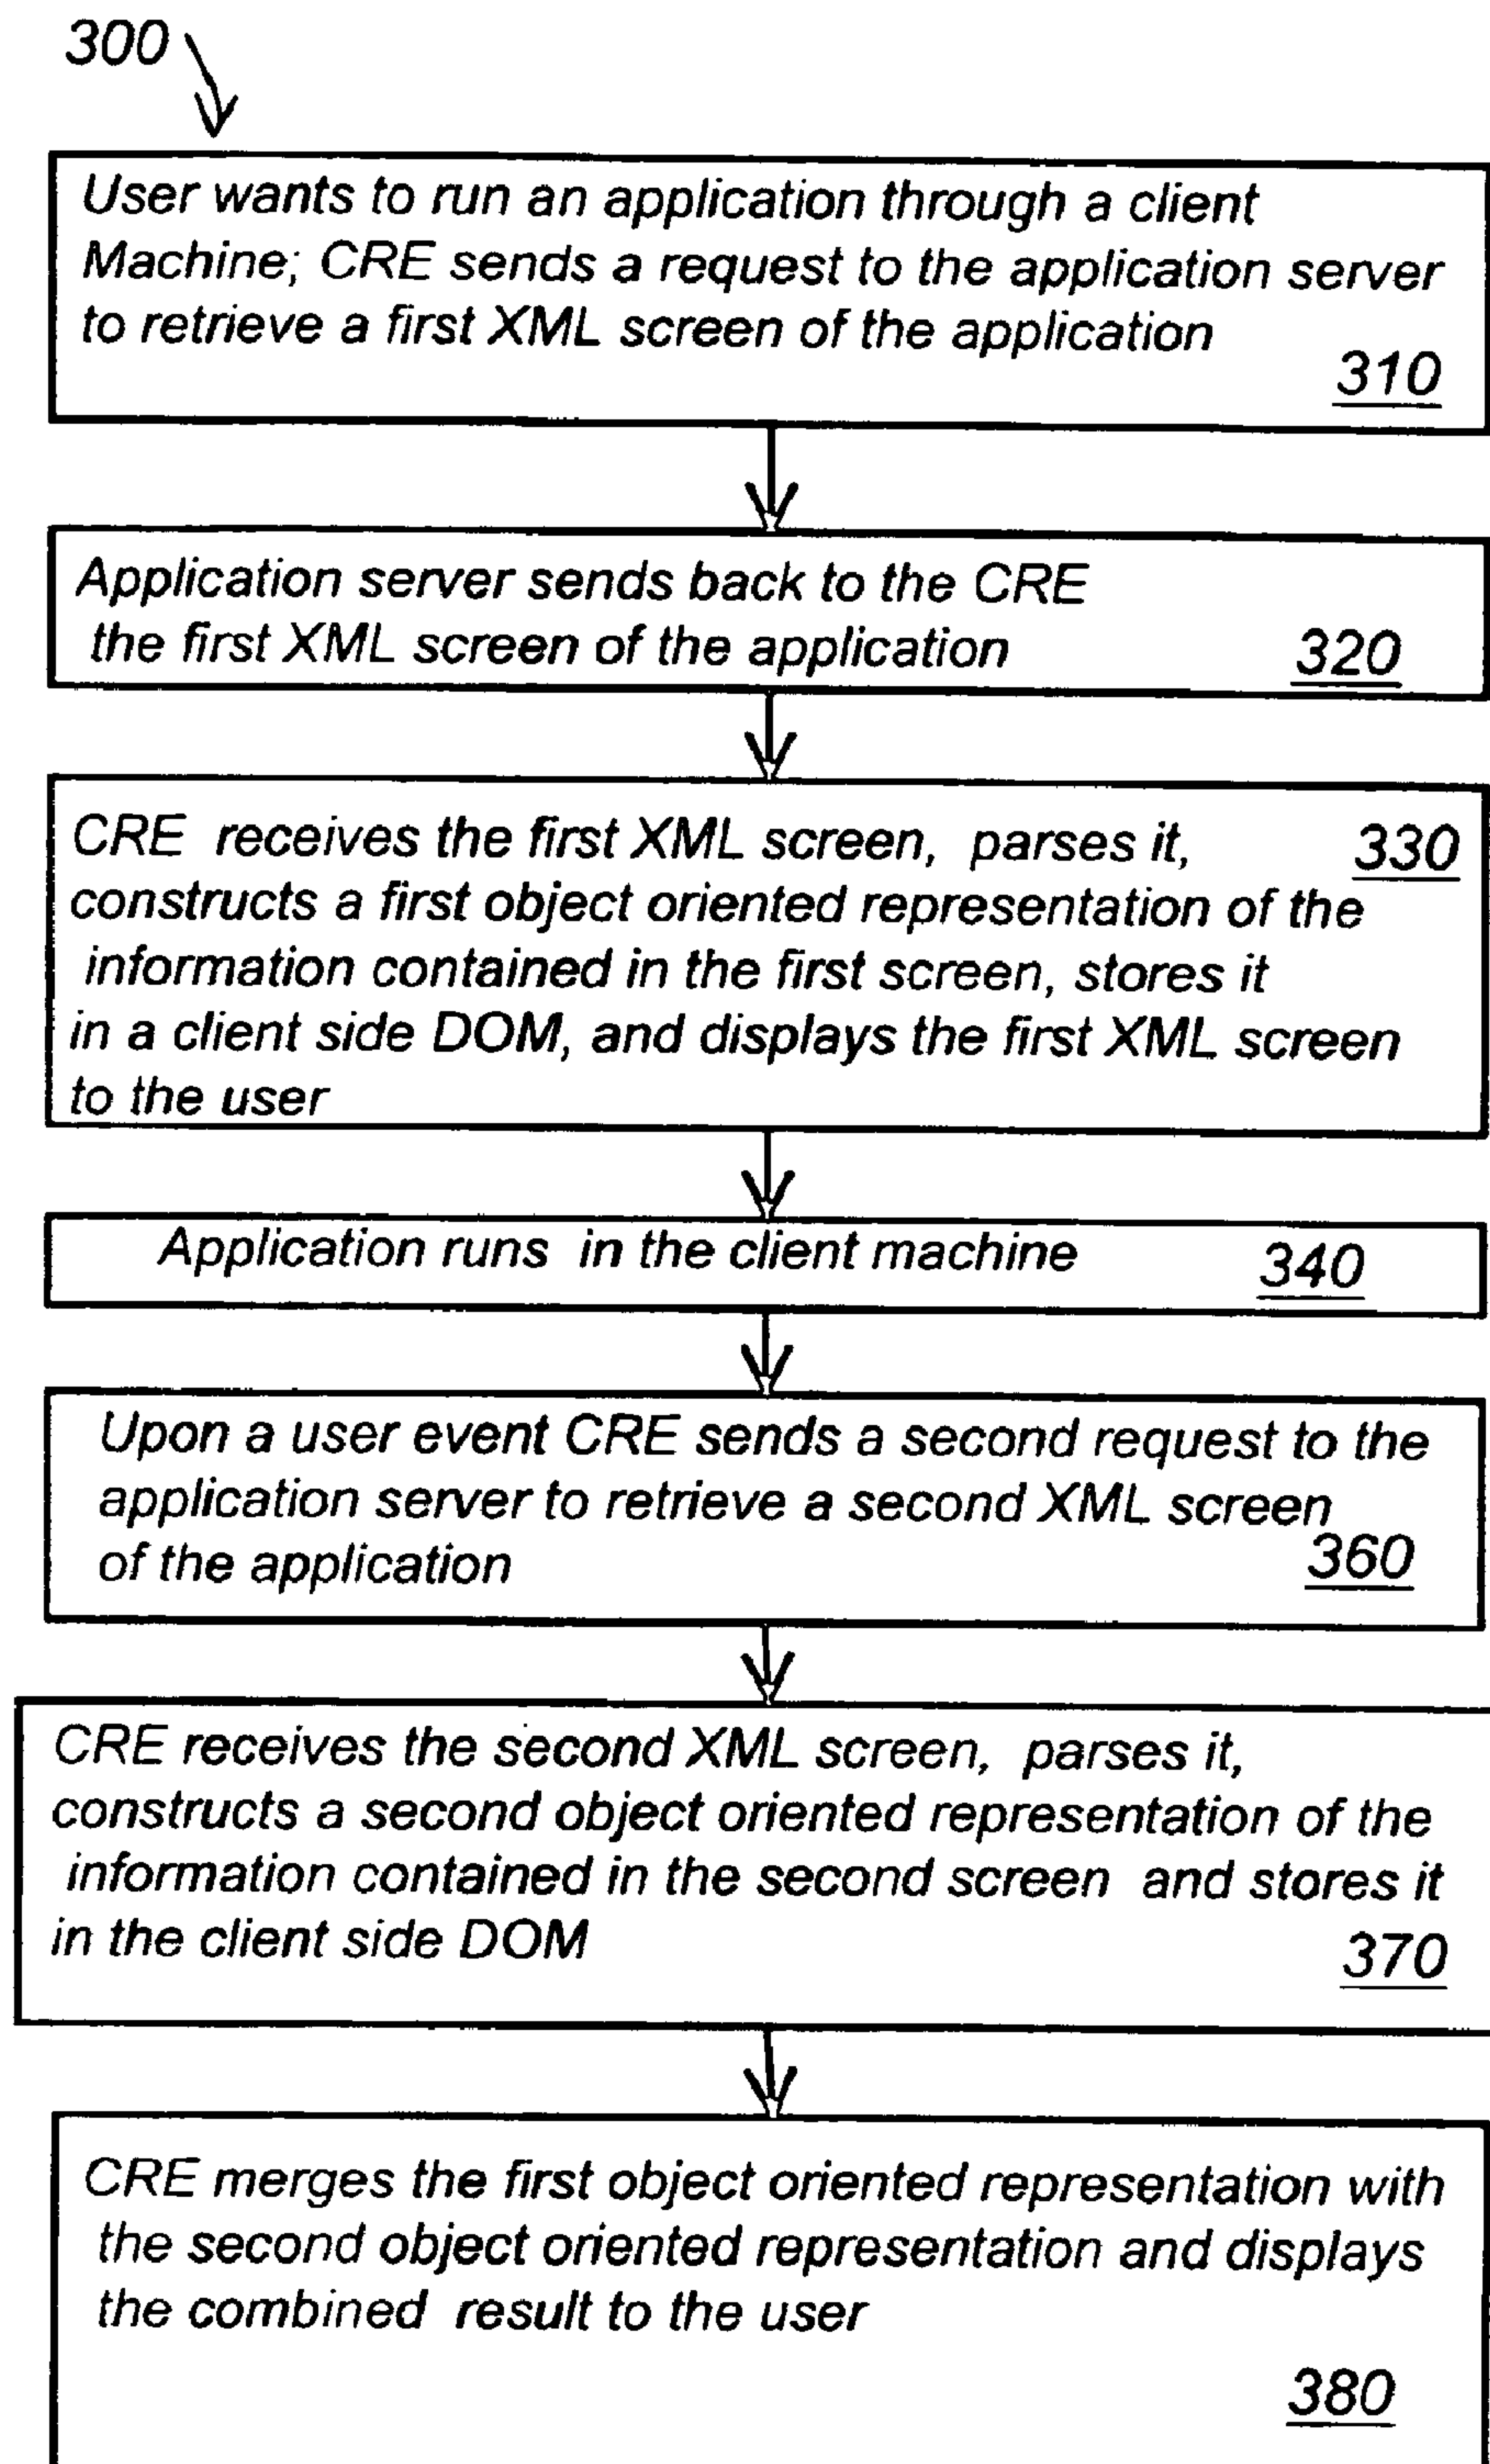 300
User wants to run an application through a client
Machine; CRE sends a request to the application server
to retrieve a first XML screen of the application
310
Application server sends back to the CRE
the first XML screen of the application
320
CRE receives the first XML screen, parses it,
330
constructs a first object oriented representation of the
information contained in the first screen, stores it
in a client side DOM, and displays the first XML screen
to the user
Application runs in the client machine
340
Upon a user event CRE sends a second request to the
application server to retrieve a second XML screen
of the application
360
CRE receives the second XML screen, parses it,
constructs a second object oriented representation of the
information contained in the second screen and stores it
in the client side DOM
370
CRE merges the first object oriented representation with
the second object oriented representation and displays
the combined result to the user
380